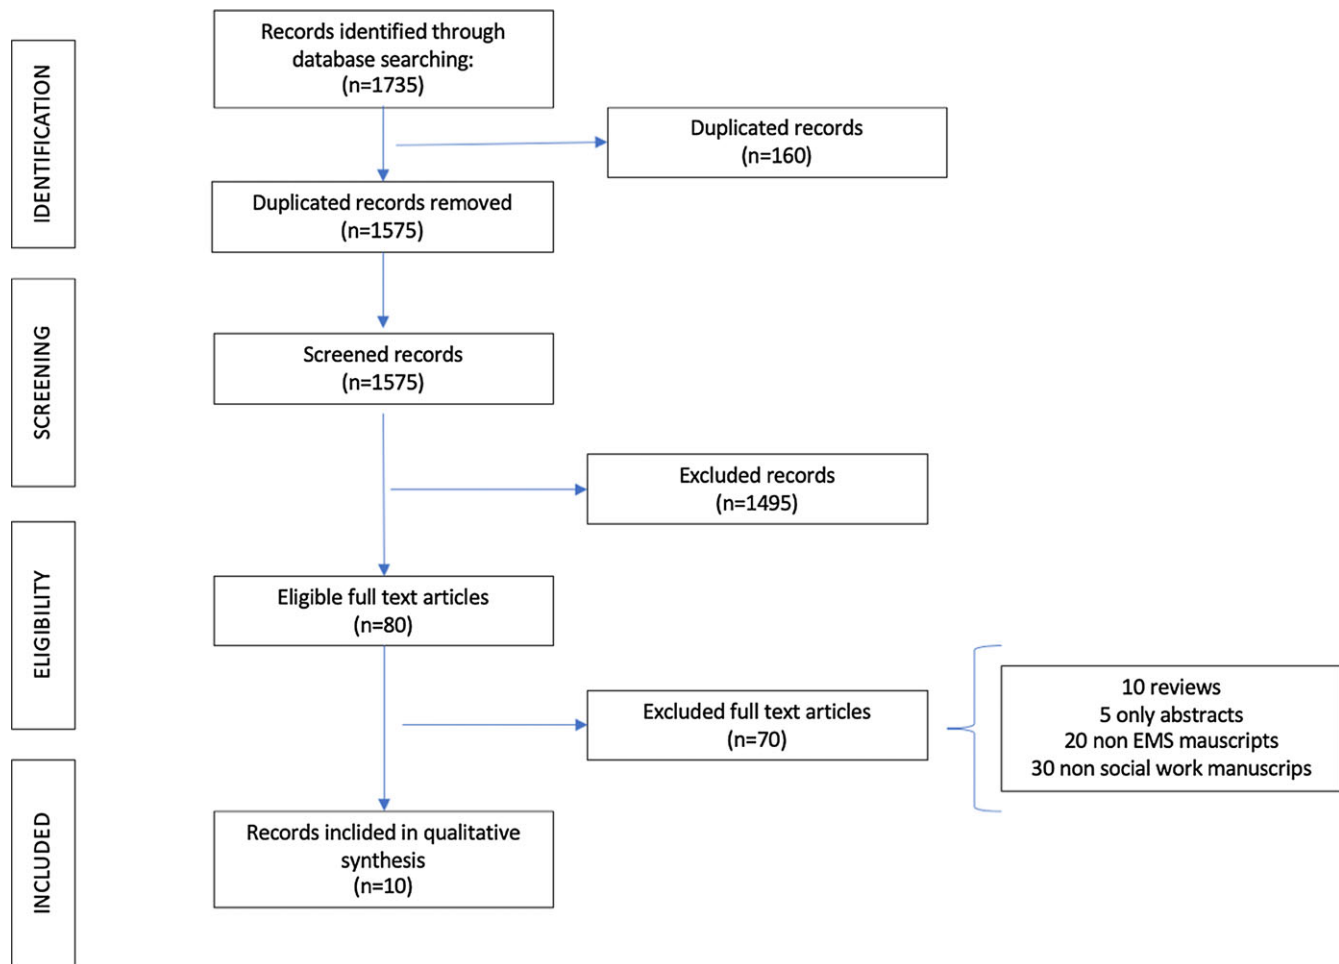 IDENTIFICATION
Records identified through
database searching:
(n=1735)
Duplicated records
(n=160)
Duplicated records removed
(n=1575)
SCREENING
Screened records
(n=1575)
Excluded records
(n=1495)
ELIGIBILITY
Eligible full text articles
(n=80)
Excluded full text articles
(n=70)
10 reviews
5 only abstracts
20 non EMS mauscripts
30 non social work manuscrips
INCLUDED
Records inclided in qualitative
synthesis
(n=10)